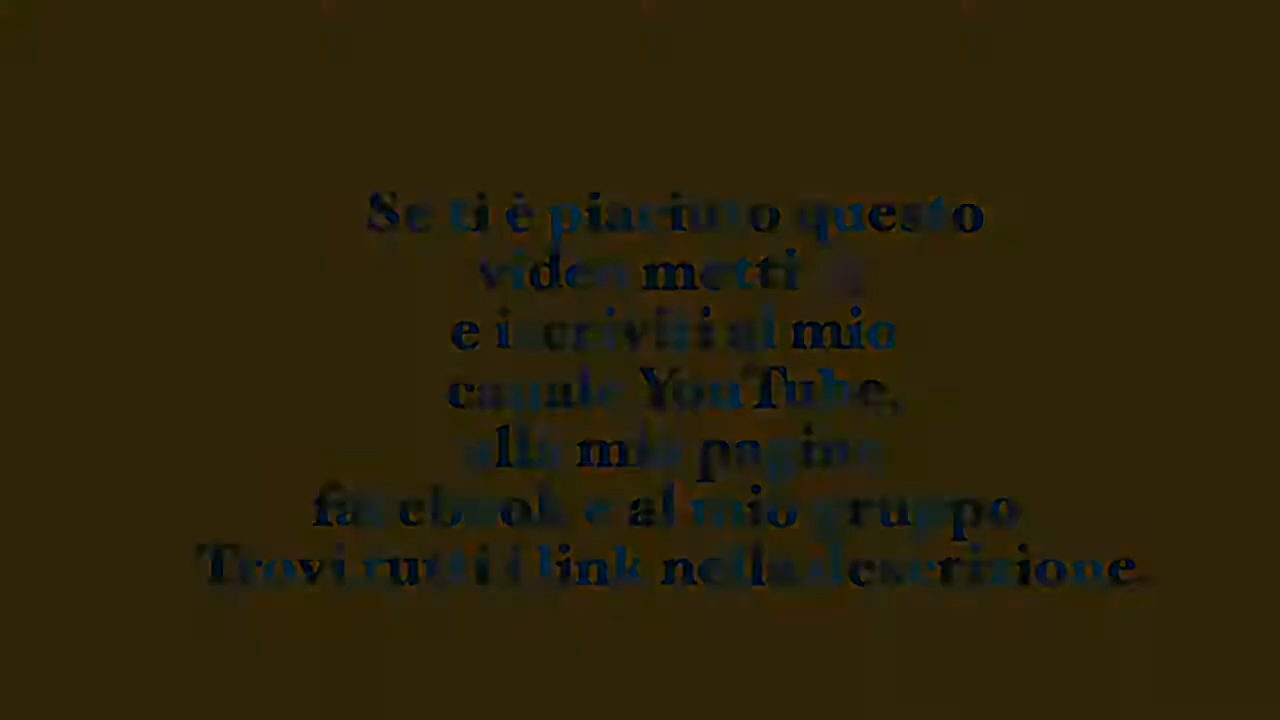 Se ti è piaciuto questo
video metti
e iscriviti al mio
canale YouTube,
alla mia pagina
facebook e al mio gruppo
Trovi tutti i link nella descrizione.